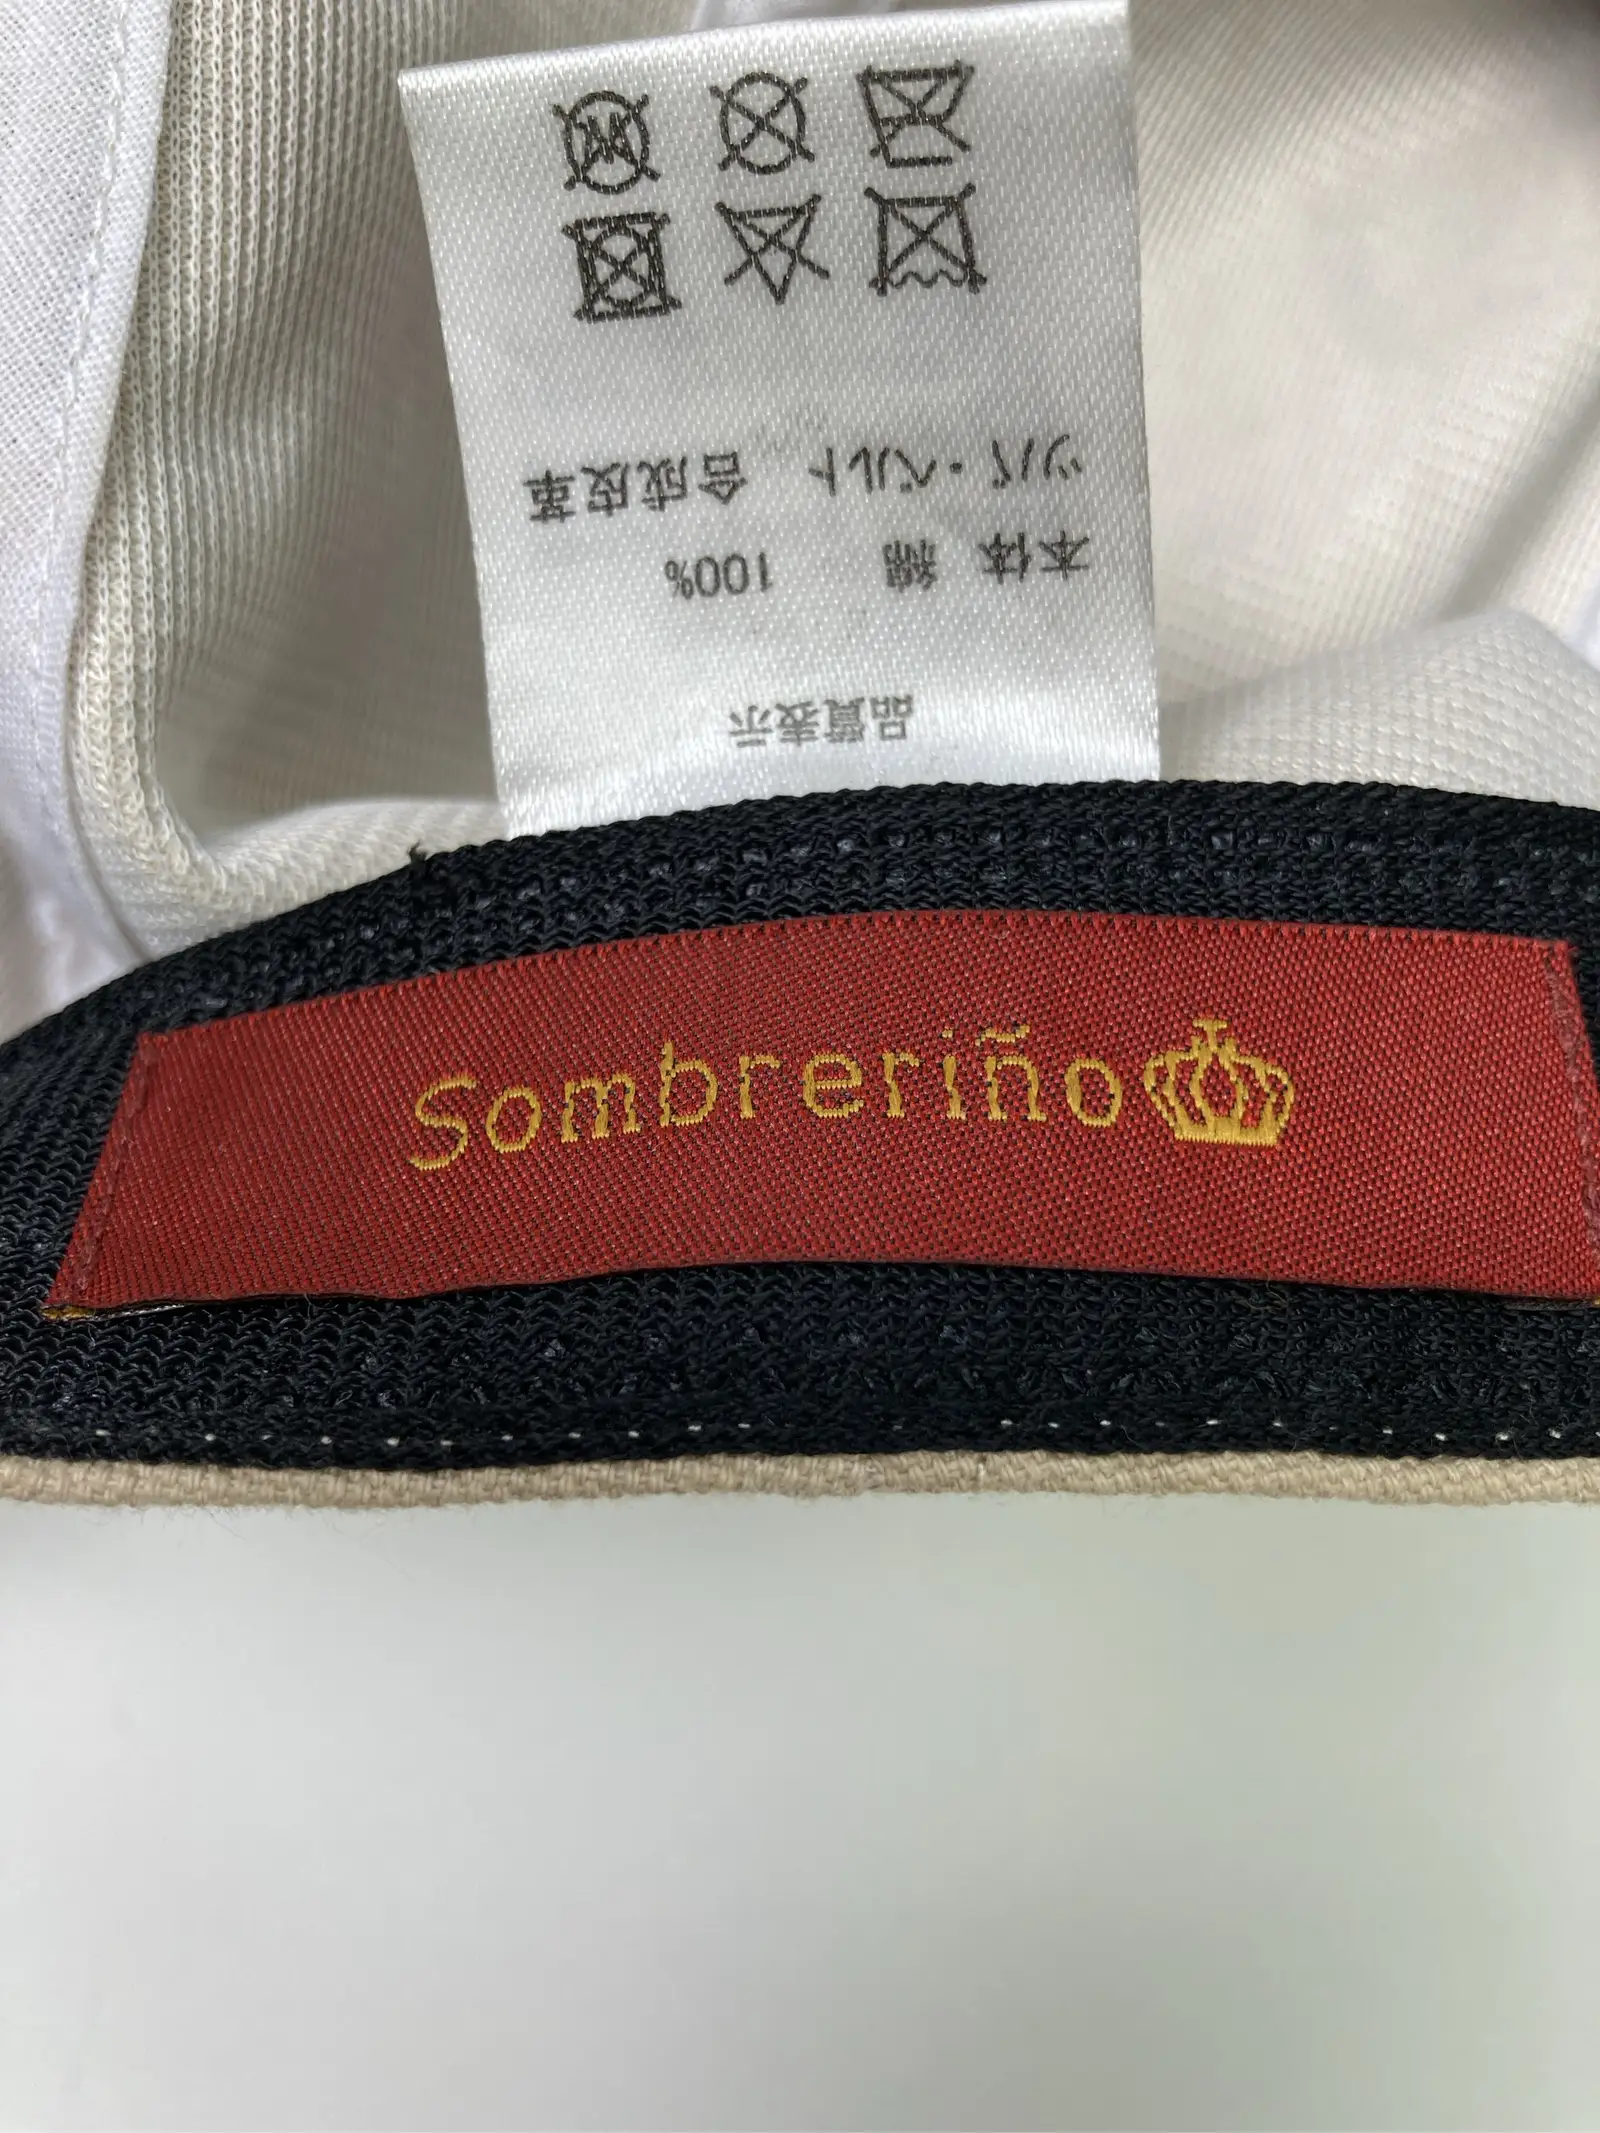 品質表示
本体 綿 100%
ツバ・ベルト 合成皮革
Sombreriño